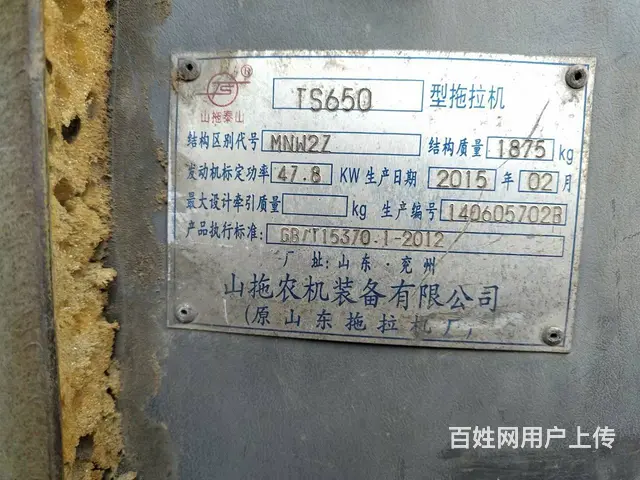 TS ®
山拖泰山
TS650 型拖拉机
结构区别代号 MNW2Z 结构质量 1875 kg
发动机标定功率 47.8 KW 生产日期 2015 年 02 月
最大设计牵引质量 kg 生产编号 140605702B
产品执行标准: GB/T15370.1-2012
厂 址:山东·兖州
山拖农机装备有限公司
(原山东拖拉机厂)
百姓网用户上传